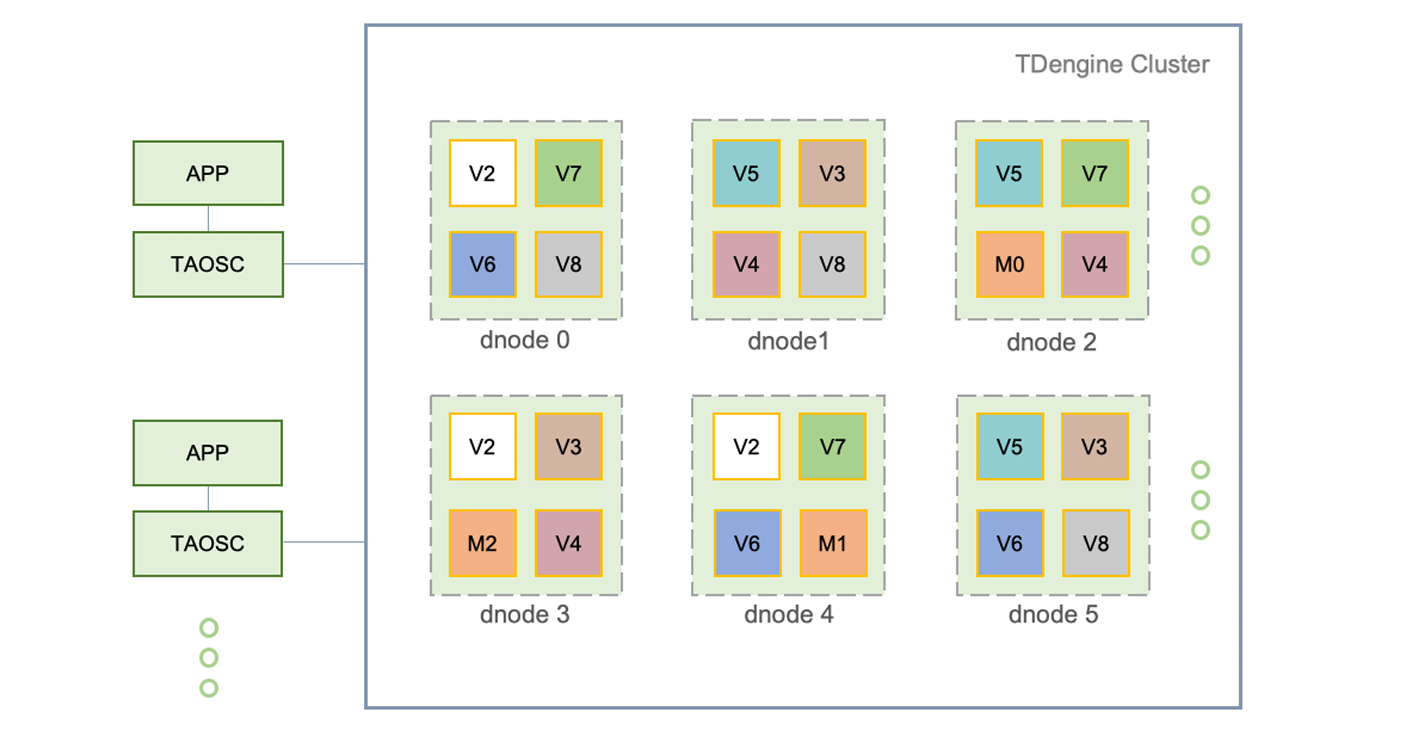 TDengine Cluster
APP
TAOSC
V2 V7
V6 V8
dnode 0
V5 V3
V4 V8
dnode1
V5 V7
M0 V4
dnode 2
APP
TAOSC
V2 V3
M2 V4
dnode 3
V2 V7
V6 M1
dnode 4
V5 V3
V6 V8
dnode 5